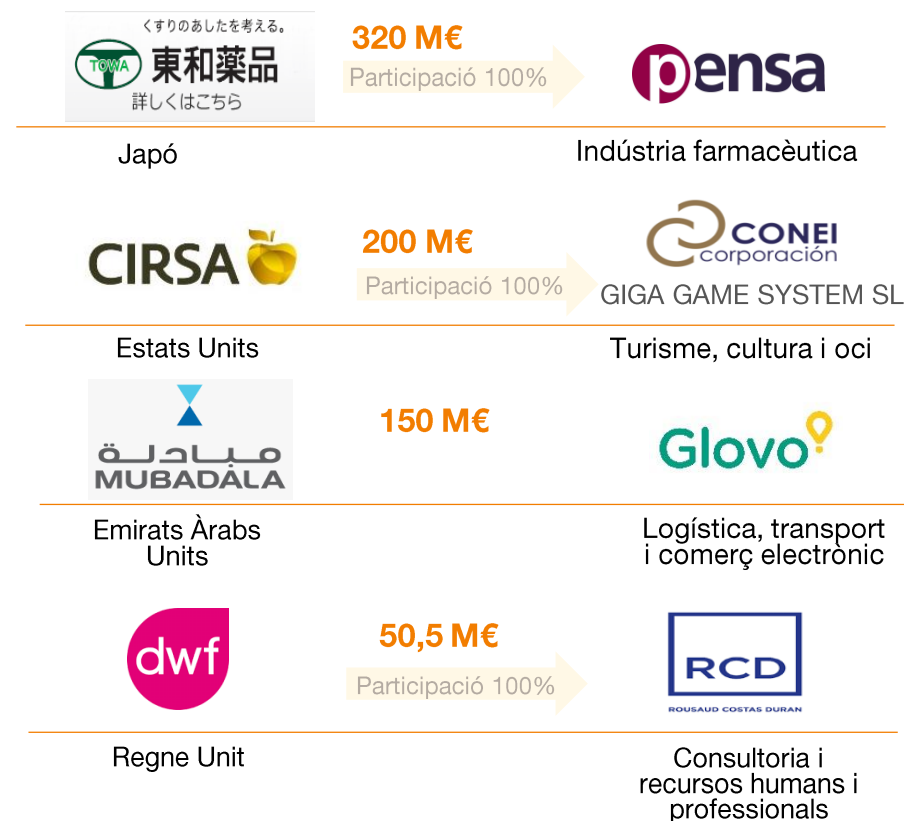 くすりのあしたを考える。
TOWA 東和薬品
詳しくはこちら
320 M€
Participació 100%
pensa
Japó
Indústria farmacèutica
CIRSA
200 M€
Participació 100%
CONEI
corporación
GIGA GAME SYSTEM SL
Estats Units
Turisme, cultura i oci
مبادلة
MUBADALA
150 M€
Glovo
Emirats Àrabs
Units
Logística, transport
i comerç electrònic
dwf
50,5 M€
Participació 100%
RCD
ROUSAUD COSTAS DURAN
Regne Unit
Consultoria i
recursos humans i
professionals